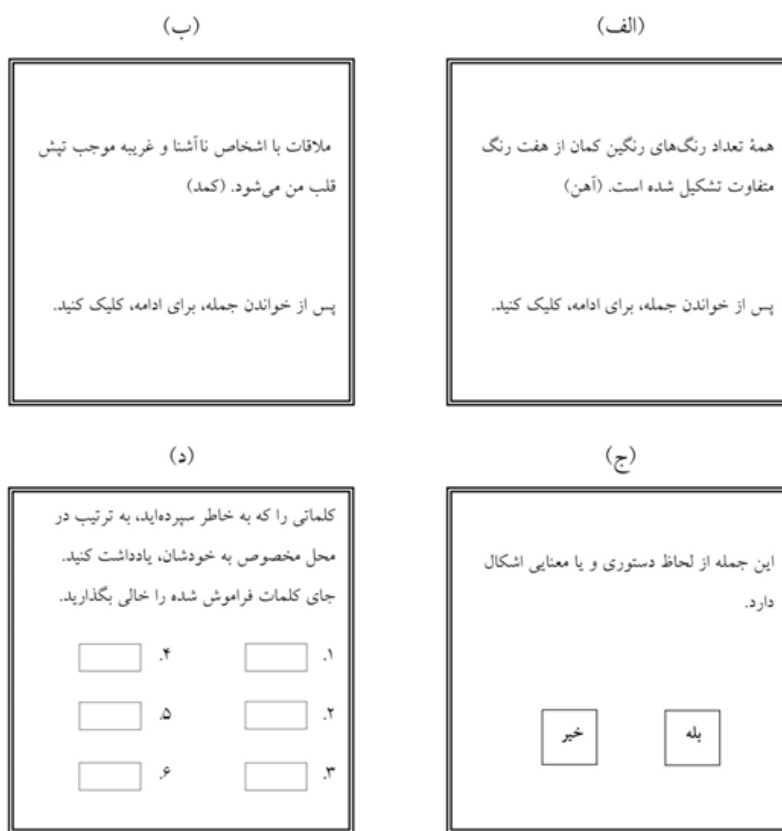 (الف)
همهٔ تعداد رنگ‌های رنگین کمان از هفت رنگ
متفاوت تشکیل شده است. (آهن)
پس از خواندن جمله، برای ادامه، کلیک کنید.
(ب)
ملاقات با اشخاص ناآشنا و غریبه موجب تپش
قلب من می‌شود. (کمد)
پس از خواندن جمله، برای ادامه، کلیک کنید.
(ج)
این جمله از لحاظ دستوری و یا معنایی اشکال
دارد.
بله
خیر
(د)
کلماتی را که به خاطر سپرده‌اید، به ترتیب در
محل مخصوص به خودشان، یادداشت کنید.
جای کلمات فراموش شده را خالی بگذارید.
۱.
۲.
۳.
۴.
۵.
۶.